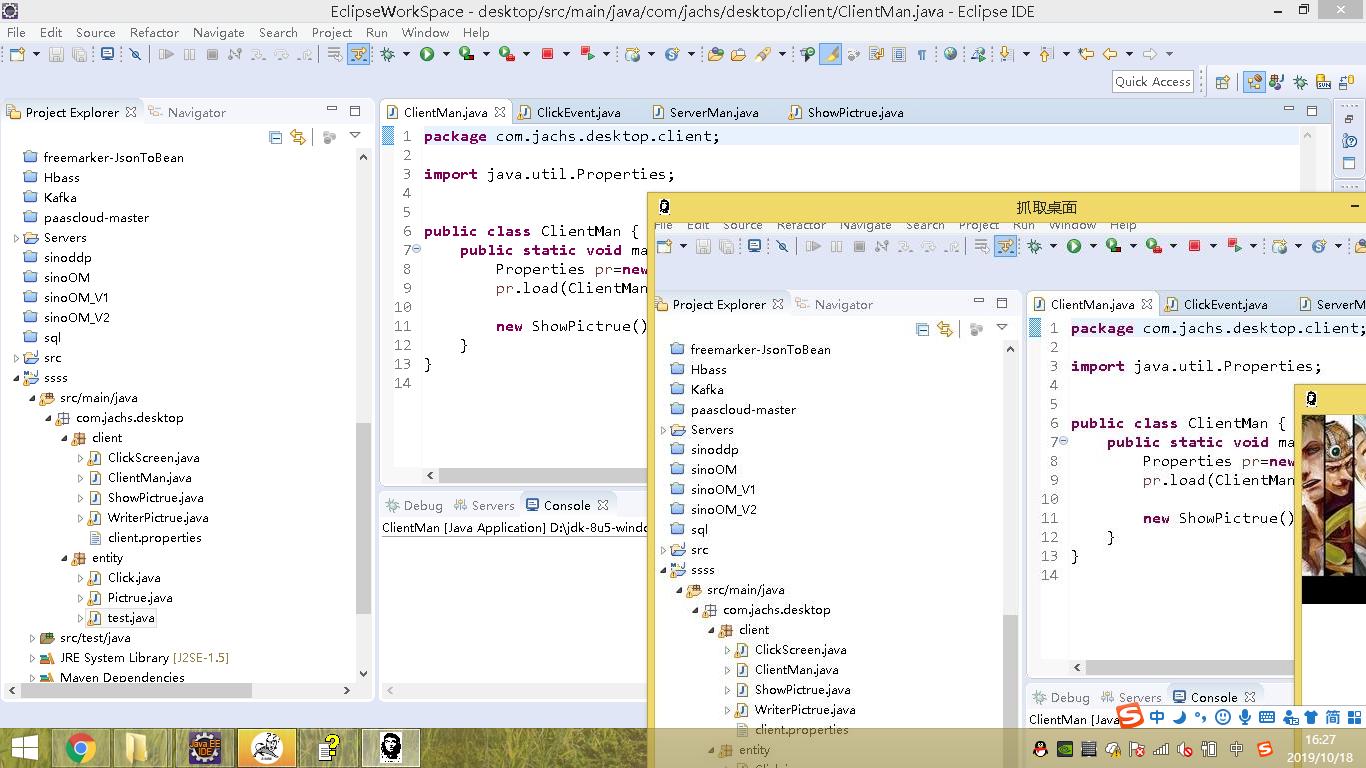 EclipseWorkSpace - desktop/src/main/java/com/jachs/desktop/client/ClientMan.java - Eclipse IDE
File Edit Source Refactor Navigate Search Project Run Window Help
Quick Access
Project Explorer
Navigator
freemarker-JsonToBean
Hbass
Kafka
paascloud-master
Servers
sinoddp
sinoOM
sinoOM_V1
sinoOM_V2
sql
src
ssss
src/main/java
com.jachs.desktop
client
ClickScreen.java
ClientMan.java
ShowPictrue.java
WriterPictrue.java
client.properties
entity
Click.java
Pictrue.java
test.java
src/test/java
JRE System Library [J2SE-1.5]
Maven Dependencies
ClientMan.java ClickEvent.java ServerMan.java ShowPictrue.java
1 package com.jachs.desktop.client;
2
3 import java.util.Properties;
4
5
6 public class ClientMan {
7 public static void ma
8 Properties pr=new
9 pr.load(ClientMan
10
11 new ShowPictrue()
12 }
13 }
14
Debug Servers Console
ClientMan [Java Application] D:\jdk-8u5-windo
抓取桌面
File Edit Source Refactor Navigate Search Project Run Window Help
Project Explorer
Navigator
freemarker-JsonToBean
Hbass
Kafka
paascloud-master
Servers
sinoddp
sinoOM
sinoOM_V1
sinoOM_V2
sql
src
ssss
src/main/java
com.jachs.desktop
client
ClickScreen.java
ClientMan.java
ShowPictrue.java
WriterPictrue.java
client.properties
entity
ClientMan.java ClickEvent.java ServerM
1 package com.jachs.desktop.client;
2
3 import java.util.Properties;
4
5
6 public class ClientMan {
7 public static void ma
8 Properties pr=new
9 pr.load(ClientMan
10
11 new ShowPictrue()
12 }
13 }
14
Debug Servers Console
ClientMan [Java
中 简
Java EE
IDE
中
16:27
2019/10/18